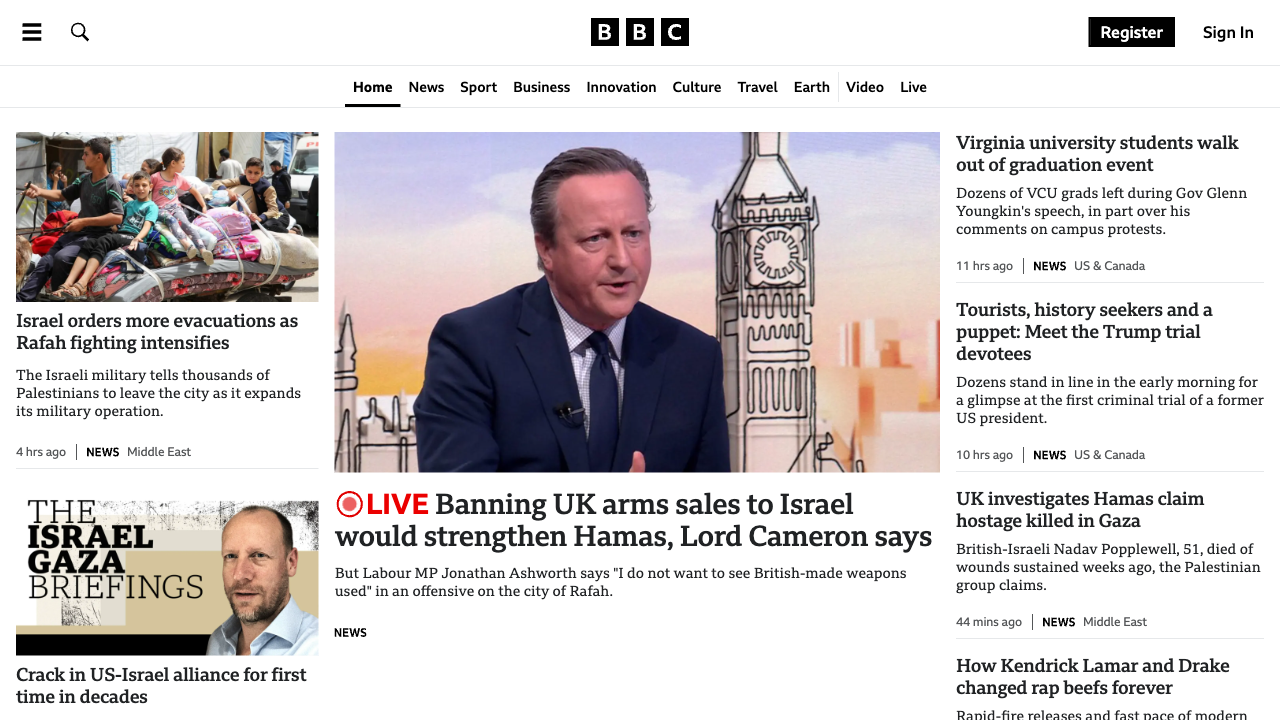 BBC
Register
Sign In
Home
News
Sport
Business
Innovation
Culture
Travel
Earth
Video
Live
Israel orders more evacuations as
Rafah fighting intensifies
The Israeli military tells thousands of
Palestinians to leave the city as it expands
its military operation.
4 hrs ago
NEWS Middle East
THE
ISRAEL
GAZA
BRIEFINGS
Crack in US-Israel alliance for first
time in decades
LIVE Banning UK arms sales to Israel
would strengthen Hamas, Lord Cameron says
But Labour MP Jonathan Ashworth says "I do not want to see British-made weapons
used" in an offensive on the city of Rafah.
NEWS
Virginia university students walk
out of graduation event
Dozens of VCU grads left during Gov Glenn
Youngkin's speech, in part over his
comments on campus protests.
11 hrs ago
NEWS US & Canada
Tourists, history seekers and a
puppet: Meet the Trump trial
devotees
Dozens stand in line in the early morning for
a glimpse at the first criminal trial of a former
US president.
10 hrs ago
NEWS US & Canada
UK investigates Hamas claim
hostage killed in Gaza
British-Israeli Nadav Popplewell, 51, died of
wounds sustained weeks ago, the Palestinian
group claims.
44 mins ago
NEWS Middle East
How Kendrick Lamar and Drake
changed rap beefs forever
Rapid-fire releases and fast pace of modern